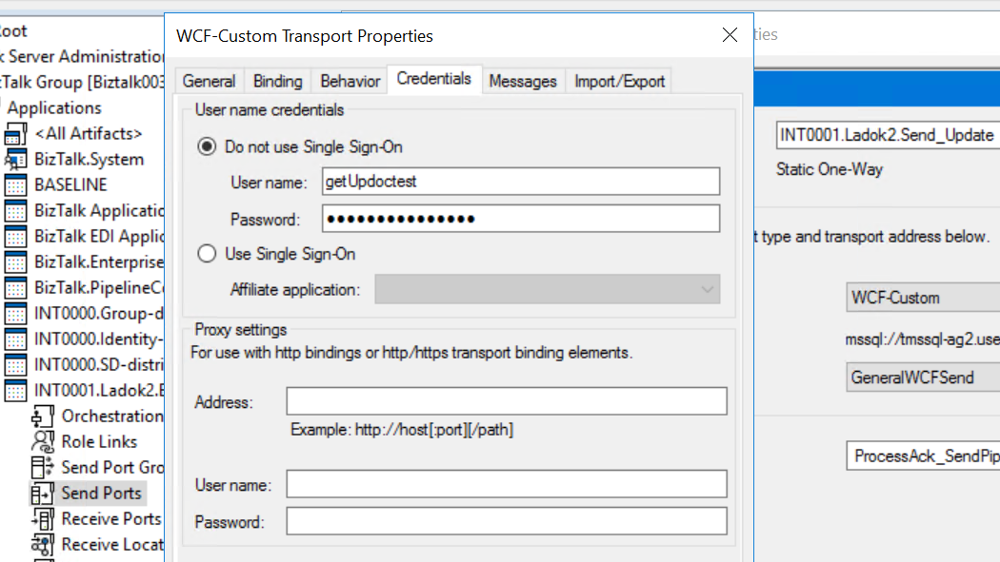 WCF-Custom Transport Properties
General Binding Behavior Credentials Messages Import/Export
User name credentials
Do not use Single Sign-On
User name: getUpdoctest
Password: ●●●●●●●●●●●●●●●
Use Single Sign-On
Affiliate application:
Proxy settings
For use with http bindings or http/https transport binding elements.
Address:
Example: http://host[:port][/path]
User name:
Password:
oot
k Server Administration
zTalk Group [Biztalk003
Applications
<All Artifacts>
BizTalk.System
BASELINE
BizTalk Applicatio
BizTalk EDI Applic
BizTalk.Enterprise
BizTalk.PipelineCo
INT0000.Group-d
INT0000.Identity-
INT0000.SD-distri
INT0001.Ladok2.E
Orchestration
Role Links
Send Port Gro
Send Ports
Receive Ports
Receive Locat
ties
INT0001.Ladok2.Send_Update
Static One-Way
t type and transport address below.
WCF-Custom
mssql://tmssql-ag2.use
GeneralWCFSend
ProcessAck_SendPip